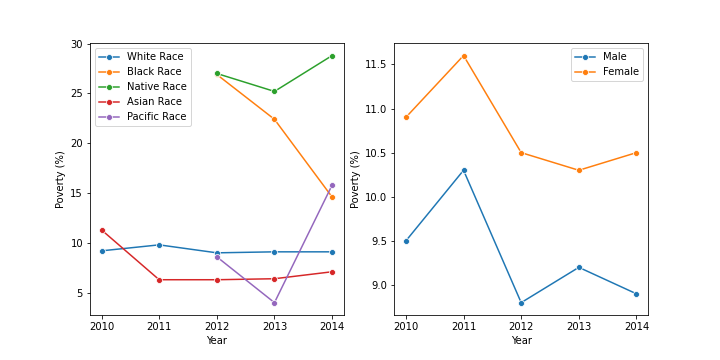 30
25
20
15
10
5
Poverty (%)
2010 2011 2012 2013 2014
Year
White Race
Black Race
Native Race
Asian Race
Pacific Race
11.5
11.0
10.5
10.0
9.5
9.0
Poverty (%)
2010 2011 2012 2013 2014
Year
Male
Female